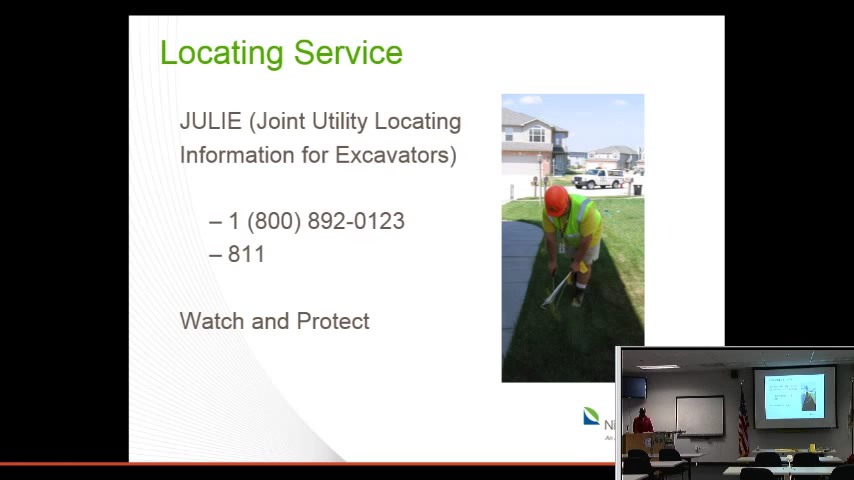 Locating Service
JULIE (Joint Utility Locating
Information for Excavators)
– 1 (800) 892-0123
– 811
Watch and Protect